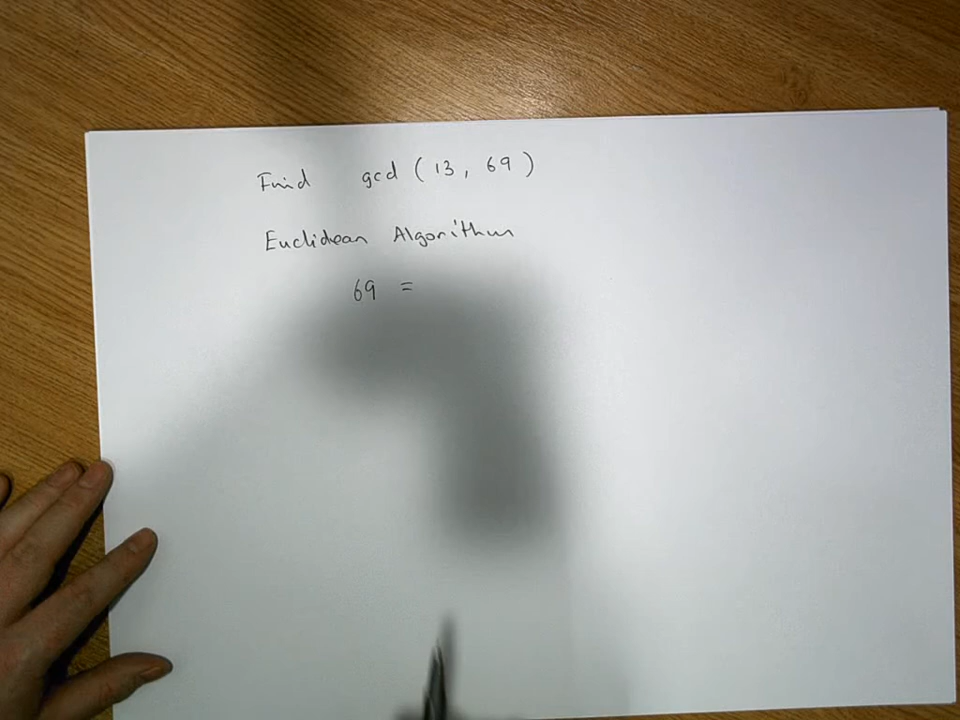 Find gcd ( 13 , 69 )
Euclidean Algorithm
69 =